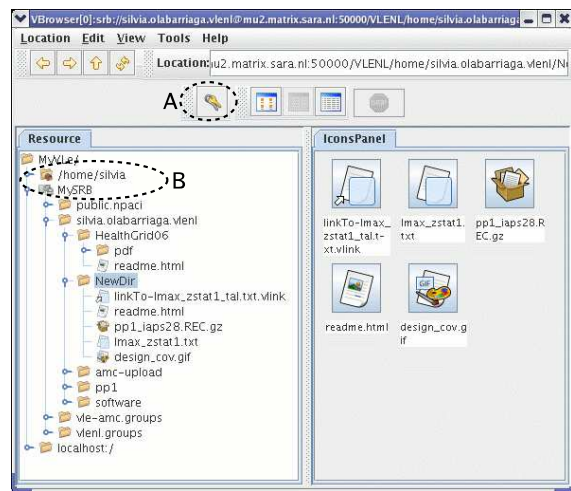 VBrowser[0]:srb://silvia.olabarriaga.vlenl@mu2.matrix.sara.nl:50000/VLENL/home/silvia.olabarriaga
Location Edit View Tools Help
Location: u2.matrix.sara.nl:50000/VLENL/home/silvia.olabarriaga.vlenl/N
A
STOP
Resource
MyVLe/
/home/silvia
B
MySRB
public.npaci
silvia.olabarriaga.vlenl
HealthGrid06
pdf
readme.html
NewDir
linkTo-lmax_zstat1_tal.txt.vlink
readme.html
pp1_iaps28.REC.gz
lmax_zstat1.txt
design_cov.gif
amc-upload
pp1
software
vle-amc.groups
vlenl.groups
localhost:/
IconsPanel
linkTo-lmax_
zstat1_tal.t-
xt.vlink
lmax_zstat1.
txt
pp1_iaps28.R
EC.gz
readme.html
GIF
design_cov.g
if